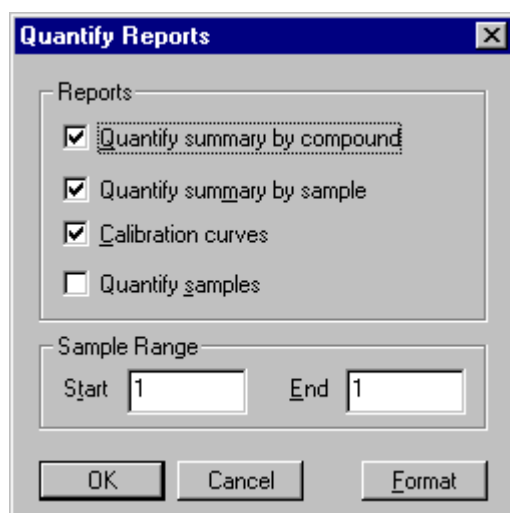 Quantify Reports
Reports
Quantify summary by compound
Quantify summary by sample
Calibration curves
Quantify samples
Sample Range
Start 1 End 1
OK Cancel Format